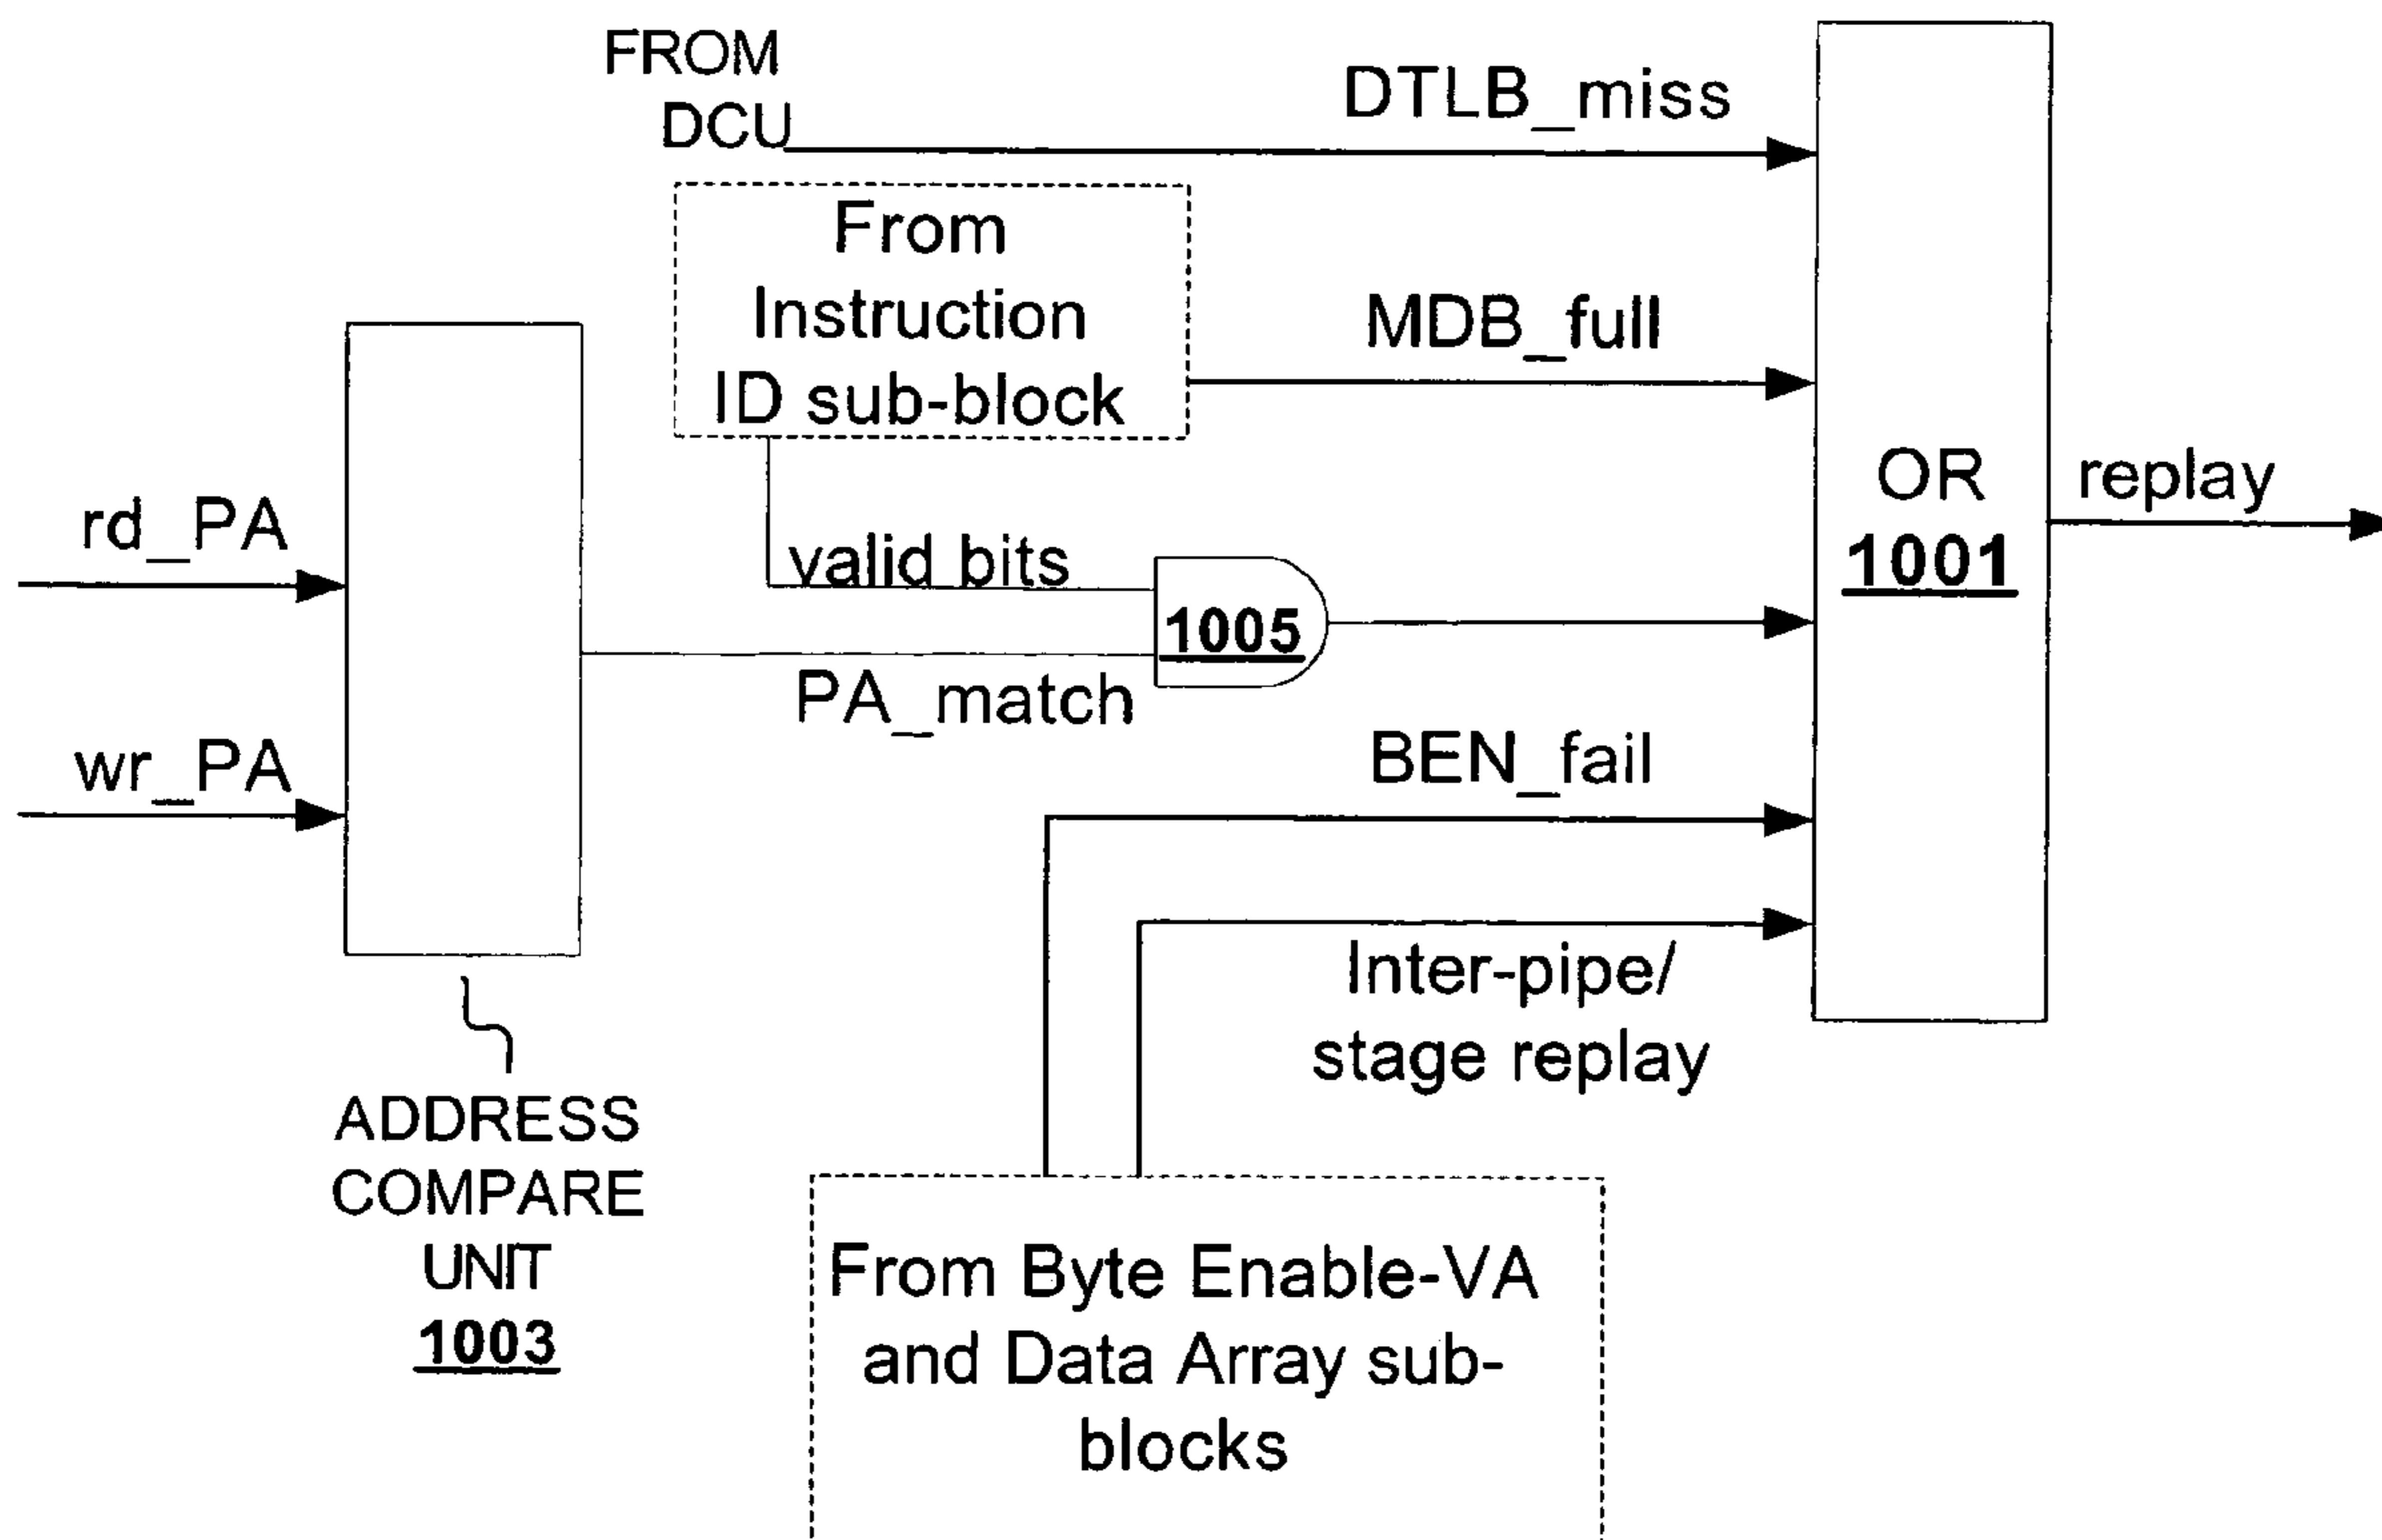 FROM
DCU
DTLB_miss
From
Instruction
ID sub-block
MDB_full
OR
1001
replay
rd_PA
valid bits
1005
PA_match
wr_PA
BEN_fail
Inter-pipe/
stage replay
ADDRESS
COMPARE
UNIT
1003
From Byte Enable-VA
and Data Array sub-
blocks